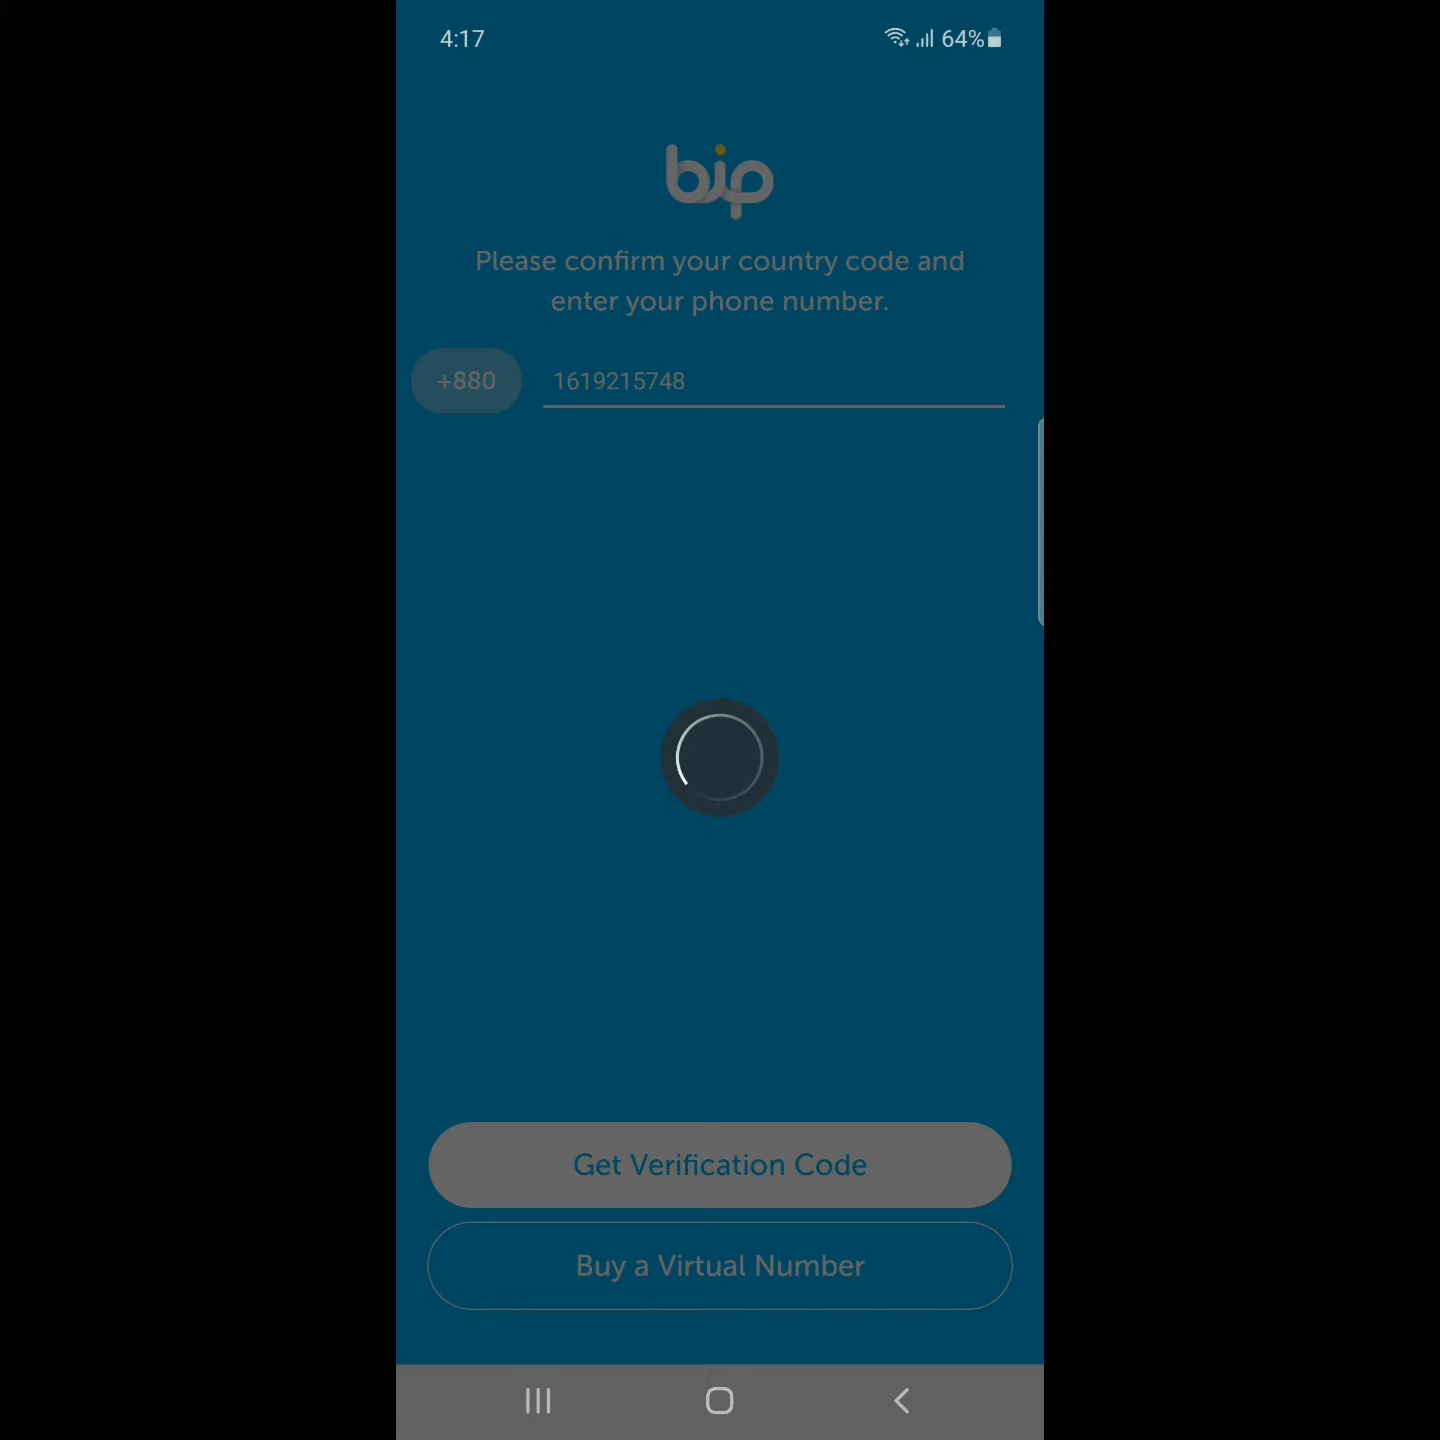 4:17
64%
bip
Please confirm your country code and
enter your phone number.
+880 1619215748
Get Verification Code
Buy a Virtual Number